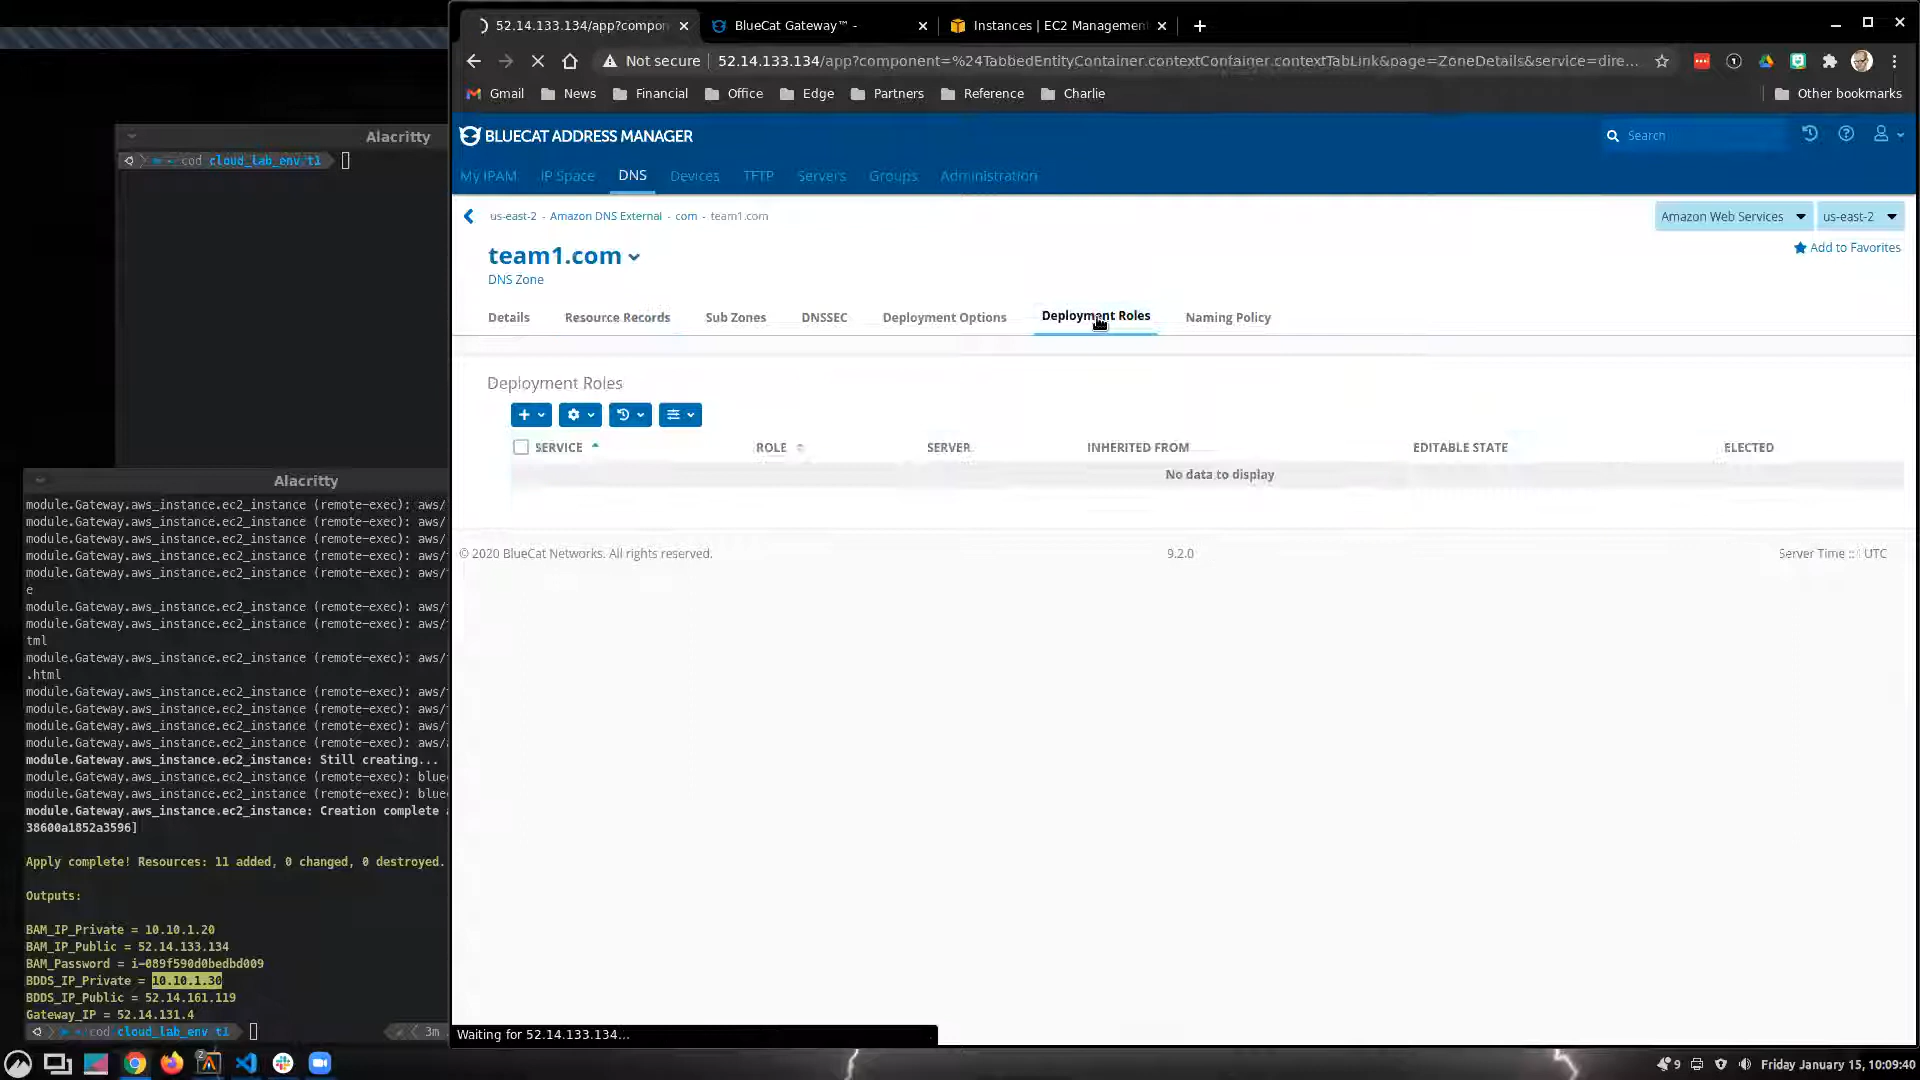 52.14.133.134/app?compon
BlueCat Gateway™ -
Instances | EC2 Management
Not secure
52.14.133.134/app?component=%24TabbedEntityContainer.contextContainer.contextTabLink&page=ZoneDetails&service=dire...
Gmail
News
Financial
Office
Edge
Partners
Reference
Charlie
Other bookmarks
BLUECAT ADDRESS MANAGER
Search
My IPAM
IP Space
DNS
Devices
TFTP
Servers
Groups
Administration
us-east-2 - Amazon DNS External - com - team1.com
Amazon Web Services
us-east-2
team1.com
Add to Favorites
DNS Zone
Details
Resource Records
Sub Zones
DNSSEC
Deployment Options
Deployment Roles
Naming Policy
Deployment Roles
SERVICE
ROLE
SERVER
INHERITED FROM
EDITABLE STATE
ELECTED
No data to display
© 2020 BlueCat Networks. All rights reserved.
9.2.0
Server Time :: UTC
Waiting for 52.14.133.134...
Alacritty
cod cloud_lab_env t1
Alacritty
module.Gateway.aws_instance.ec2_instance (remote-exec): aws/
module.Gateway.aws_instance.ec2_instance (remote-exec): aws/
module.Gateway.aws_instance.ec2_instance (remote-exec): aws/
module.Gateway.aws_instance.ec2_instance (remote-exec): aws/
module.Gateway.aws_instance.ec2_instance (remote-exec): aws/
e
module.Gateway.aws_instance.ec2_instance (remote-exec): aws/
module.Gateway.aws_instance.ec2_instance (remote-exec): aws/
tml
module.Gateway.aws_instance.ec2_instance (remote-exec): aws/
.html
module.Gateway.aws_instance.ec2_instance (remote-exec): aws/
module.Gateway.aws_instance.ec2_instance (remote-exec): aws/
module.Gateway.aws_instance.ec2_instance (remote-exec): aws/
module.Gateway.aws_instance.ec2_instance (remote-exec): aws/
module.Gateway.aws_instance.ec2_instance: Still creating...
module.Gateway.aws_instance.ec2_instance (remote-exec): blue
module.Gateway.aws_instance.ec2_instance (remote-exec): blue
module.Gateway.aws_instance.ec2_instance: Creation complete
38600a1852a3596]
Apply complete! Resources: 11 added, 0 changed, 0 destroyed.
Outputs:
BAM_IP_Private = 10.10.1.20
BAM_IP_Public = 52.14.133.134
BAM_Password = i-089f590d0bedbd009
BDDS_IP_Private = 10.10.1.30
BDDS_IP_Public = 52.14.161.119
Gateway_IP = 52.14.131.4
cod cloud_lab_env t1
3m
2
9
Friday January 15, 10:09:40